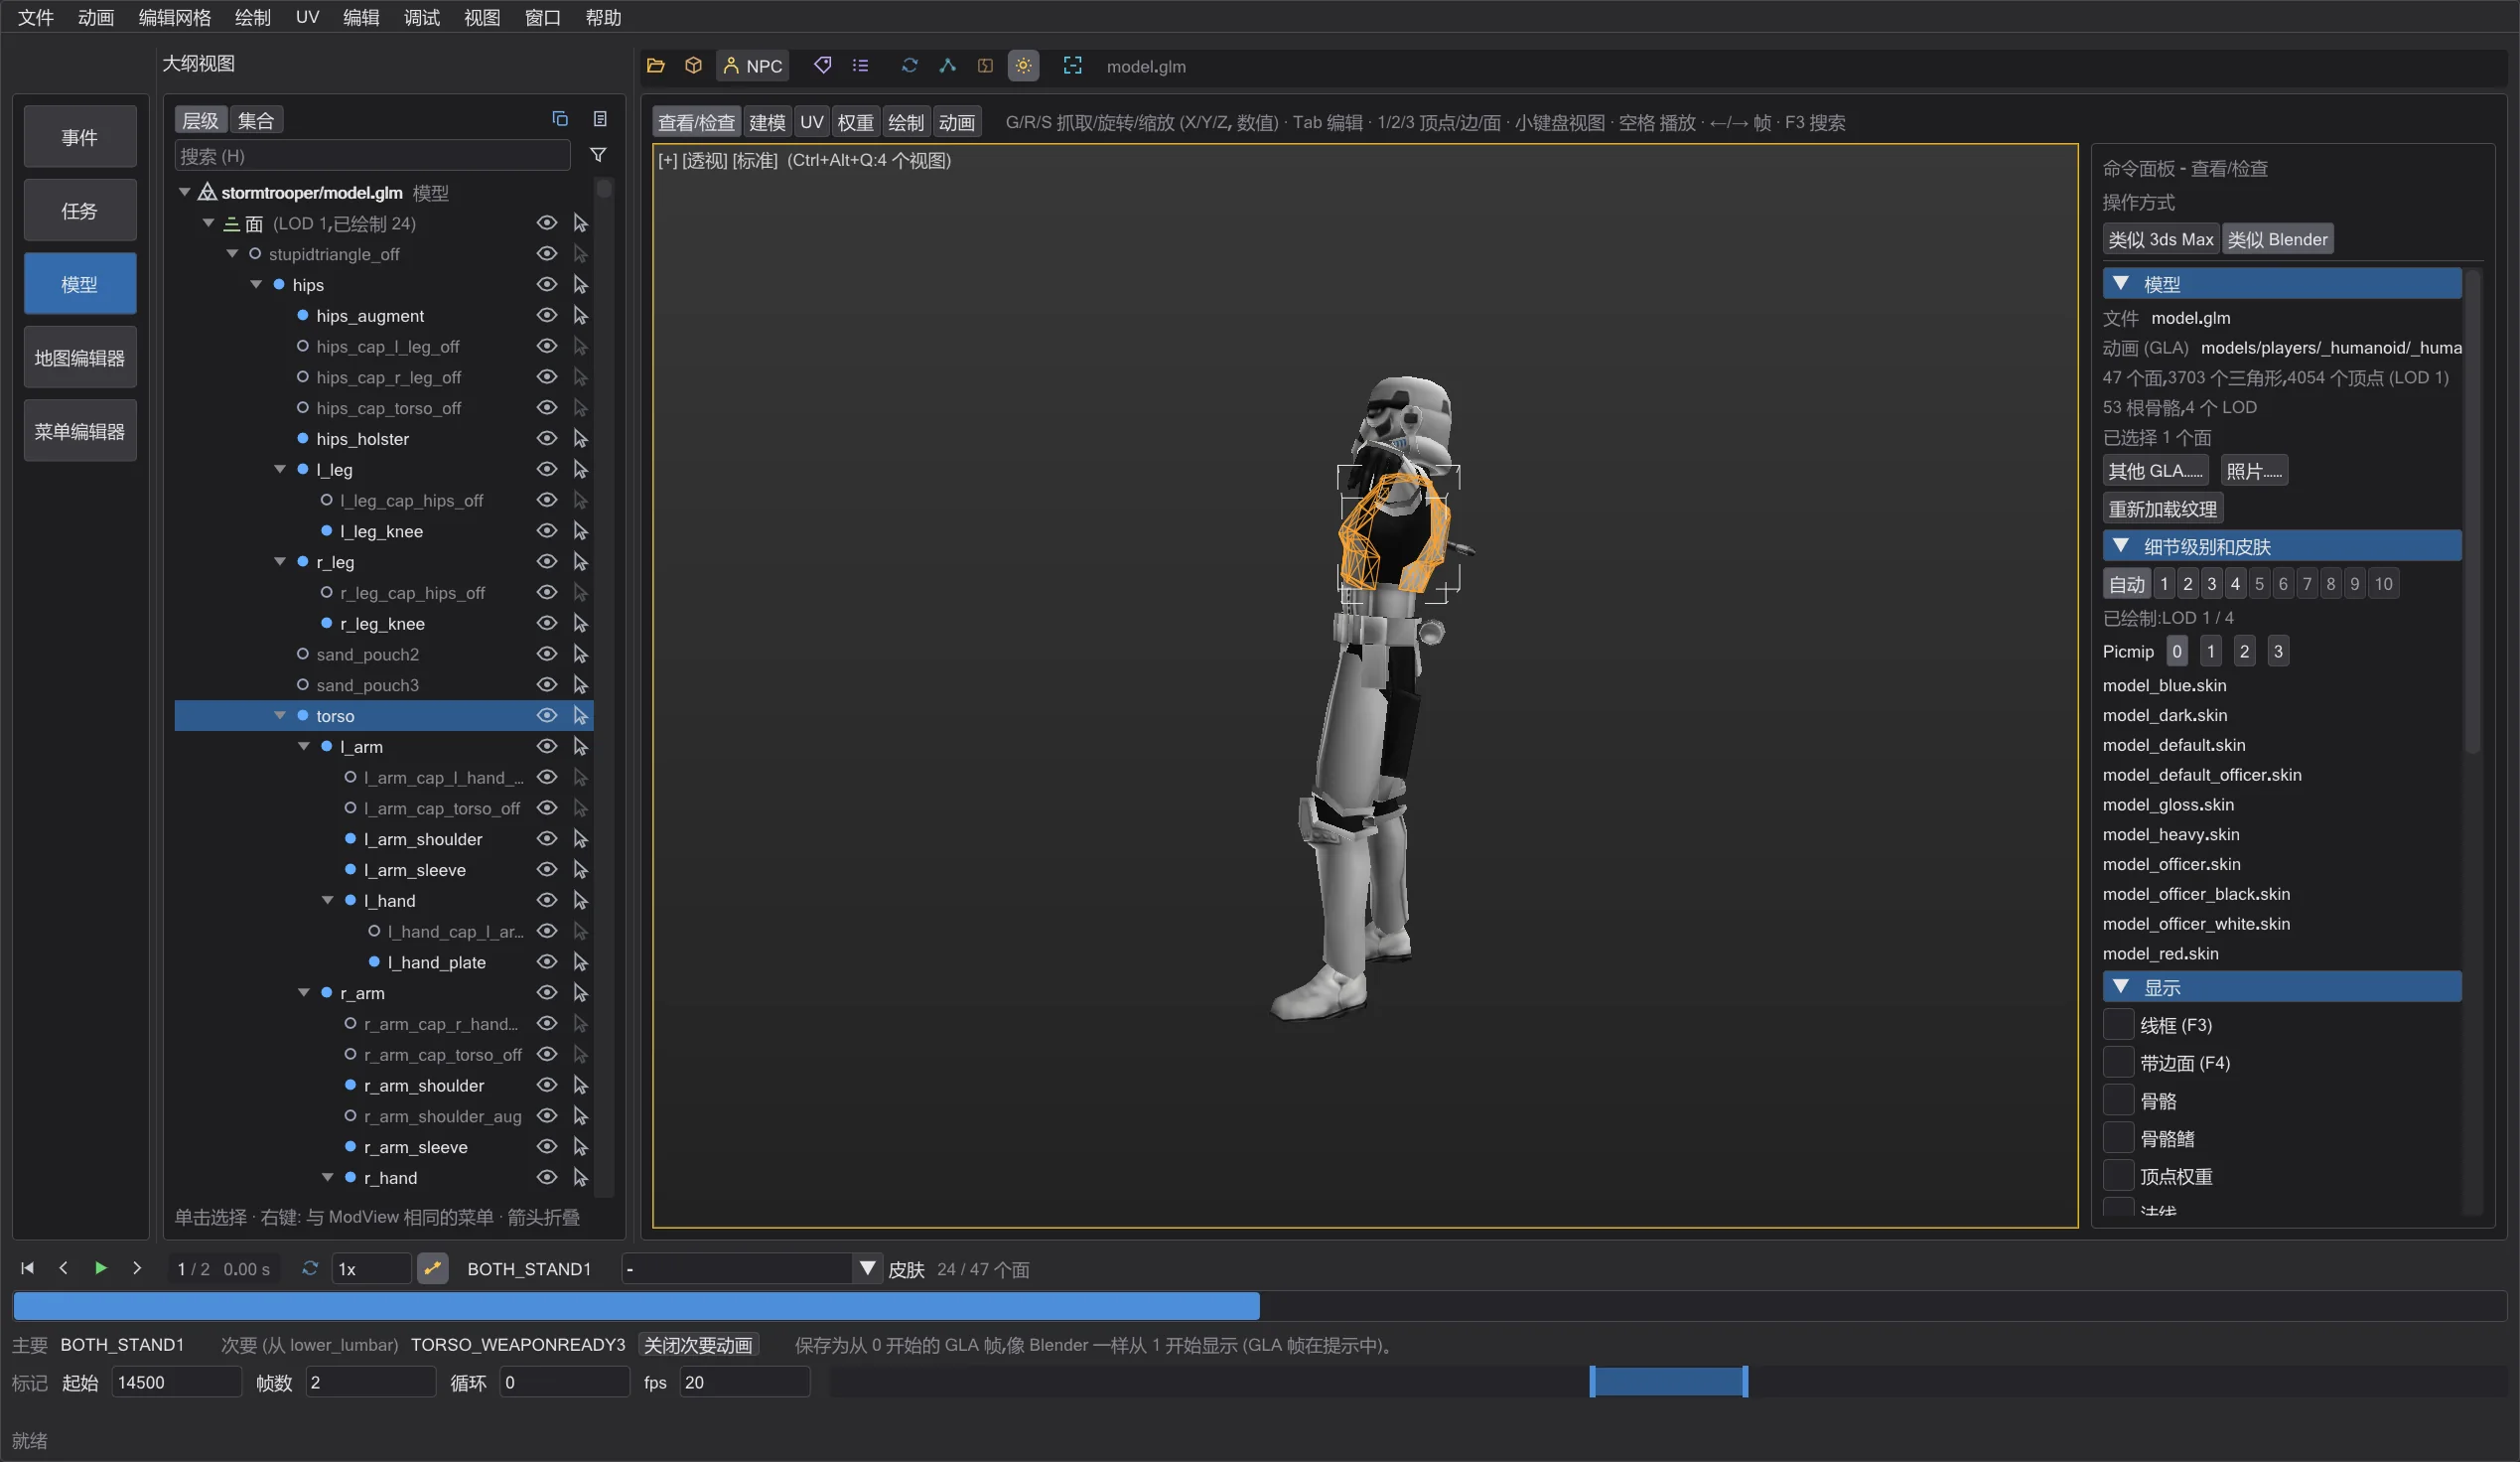 文件 动画 编辑网格 绘制 UV 编辑 调试 视图 窗口 帮助
大纲视图
NPC model.glm
事件
任务
模型
地图编辑器
菜单编辑器
层级 集合
搜索 (H)
stormtrooper/model.glm 模型
面 (LOD 1,已绘制 24)
stupidtriangle_off
hips
hips_augment
hips_cap_l_leg_off
hips_cap_r_leg_off
hips_cap_torso_off
hips_holster
l_leg
l_leg_cap_hips_off
l_leg_knee
r_leg
r_leg_cap_hips_off
r_leg_knee
sand_pouch2
sand_pouch3
torso
l_arm
l_arm_cap_l_hand_...
l_arm_cap_torso_off
l_arm_shoulder
l_arm_sleeve
l_hand
l_hand_cap_l_ar...
l_hand_plate
r_arm
r_arm_cap_r_hand...
r_arm_cap_torso_off
r_arm_shoulder
r_arm_shoulder_aug
r_arm_sleeve
r_hand
单击选择 · 右键: 与 ModView 相同的菜单 · 箭头折叠
查看/检查 建模 UV 权重 绘制 动画 G/R/S 抓取/旋转/缩放 (X/Y/Z, 数值) · Tab 编辑 · 1/2/3 顶点/边/面 · 小键盘视图 · 空格 播放 · ←/→ 帧 · F3 搜索
[+] [透视] [标准] (Ctrl+Alt+Q:4 个视图)
命令面板 - 查看/检查
操作方式
类似 3ds Max 类似 Blender
模型
文件 model.glm
动画 (GLA) models/players/_humanoid/_huma
47 个面,3703 个三角形,4054 个顶点 (LOD 1)
53 根骨骼,4 个 LOD
已选择 1 个面
其他 GLA...... 照片......
重新加载纹理
细节级别和皮肤
自动 1 2 3 4 5 6 7 8 9 10
已绘制:LOD 1 / 4
Picmip 0 1 2 3
model_blue.skin
model_dark.skin
model_default.skin
model_default_officer.skin
model_gloss.skin
model_heavy.skin
model_officer.skin
model_officer_black.skin
model_officer_white.skin
model_red.skin
显示
线框 (F3)
带边面 (F4)
骨骼
骨骼鳍
顶点权重
法线
1 / 2 0.00 s 1x BOTH_STAND1 - 皮肤 24 / 47 个面
主要 BOTH_STAND1 次要 (从 lower_lumbar) TORSO_WEAPONREADY3 关闭次要动画 保存为从 0 开始的 GLA 帧,像 Blender 一样从 1 开始显示 (GLA 帧在提示中)。
标记 起始 14500 帧数 2 循环 0 fps 20
就绪